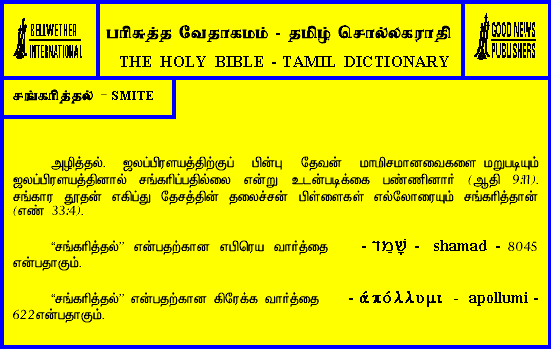 BELLWETHER
INTERNATIONAL
பரிசுத்த வேதாகமம் - தமிழ் சொல்லகராதி
THE HOLY BIBLE - TAMIL DICTIONARY
GOOD NEWS
PUBLISHERS
சங்கரித்தல் - SMITE
அழித்தல். ஜலப்பிரளயத்திற்குப் பின்பு தேவன் மாமிசமானவைகளை மறுபடியும்
ஜலப்பிரளயத்தினால் சங்கரிப்பதில்லை என்று உடன்படிக்கை பண்ணினார் (ஆதி 9:11).
சங்கார தூதன் எகிப்து தேசத்தின் தலைச்சன் பிள்ளைகள் எல்லோரையும் சங்கரித்தான்
(எண் 33:4).
“சங்கரித்தல்” என்பதற்கான எபிரெய வார்த்தை - שָׁמַד - shamad - 8045
என்பதாகும்.
“சங்கரித்தல்” என்பதற்கான கிரேக்க வார்த்தை - ἀπόλλυμι - apollumi -
622என்பதாகும்.